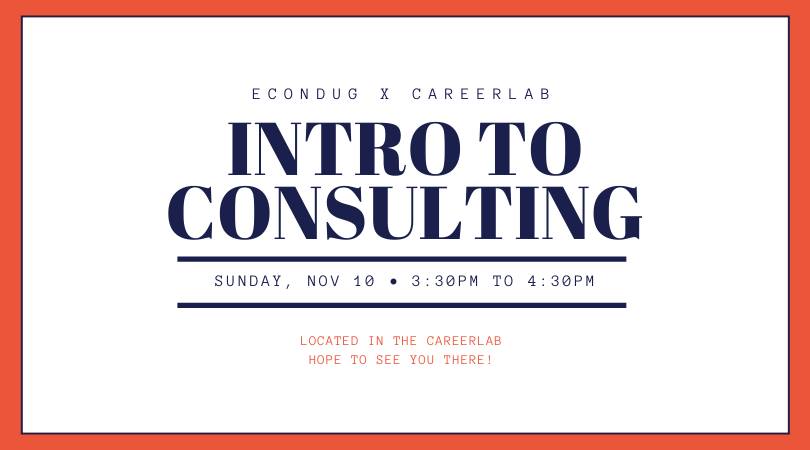 ECONDUG X CAREERLAB
INTRO TO
CONSULTING
SUNDAY, NOV 10 • 3:30PM TO 4:30PM
LOCATED IN THE CAREERLAB
HOPE TO SEE YOU THERE!